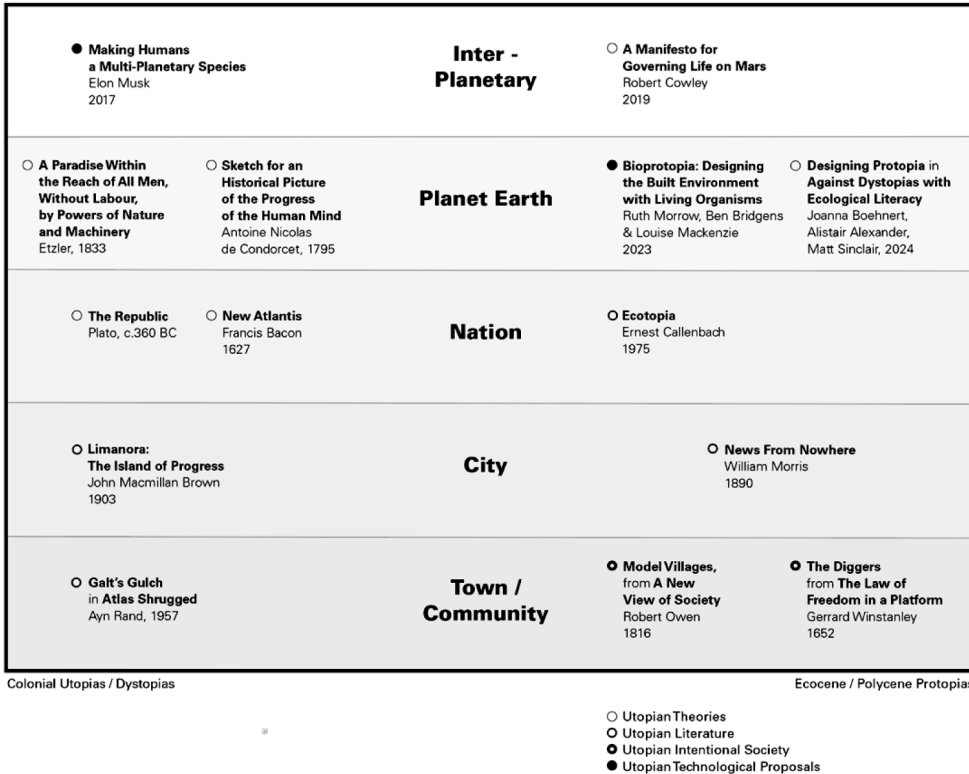 Making Humans
a Multi-Planetary Species
Elon Musk
2017
Inter -
Planetary
A Manifesto for
Governing Life on Mars
Robert Cowley
2019
A Paradise Within
the Reach of All Men,
Without Labour,
by Powers of Nature
and Machinery
Etzler, 1833
Sketch for an
Historical Picture
of the Progress
of the Human Mind
Antoine Nicolas
de Condorcet, 1795
Planet Earth
Bioprotopia: Designing
the Built Environment
with Living Organisms
Ruth Morrow, Ben Bridgens
& Louise Mackenzie
2023
Designing Protopia in
Against Dystopias with
Ecological Literacy
Joanna Boehnert,
Alistair Alexander,
Matt Sinclair, 2024
The Republic
Plato, c.360 BC
New Atlantis
Francis Bacon
1627
Nation
Ecotopia
Ernest Callenbach
1975
Limanora:
The Island of Progress
John Macmillan Brown
1903
City
News From Nowhere
William Morris
1890
Galt's Gulch
in Atlas Shrugged
Ayn Rand, 1957
Town /
Community
Model Villages,
from A New
View of Society
Robert Owen
1816
The Diggers
from The Law of
Freedom in a Platform
Gerrard Winstanley
1652
Colonial Utopias / Dystopias
Ecocene / Polycene Protopias
Utopian Theories
Utopian Literature
Utopian Intentional Society
Utopian Technological Proposals